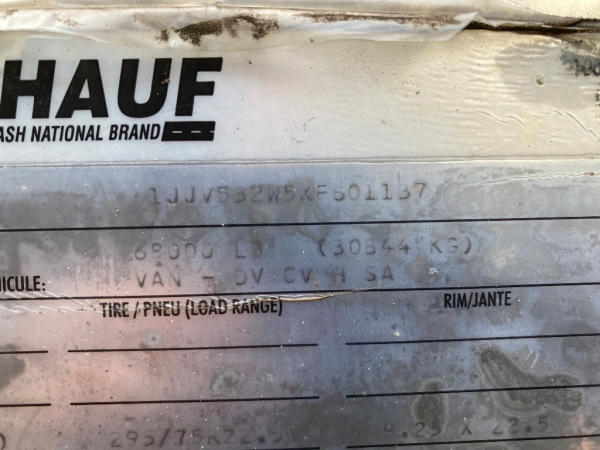 HAUF
ASH NATIONAL BRAND
1JJV532W5XF601137
68000 LB (30844 KG)
HICULE: VAN - DV CV H SA
TIRE / PNEU (LOAD RANGE) RIM/JANTE
295/75R22.5 8.25 X 22.5